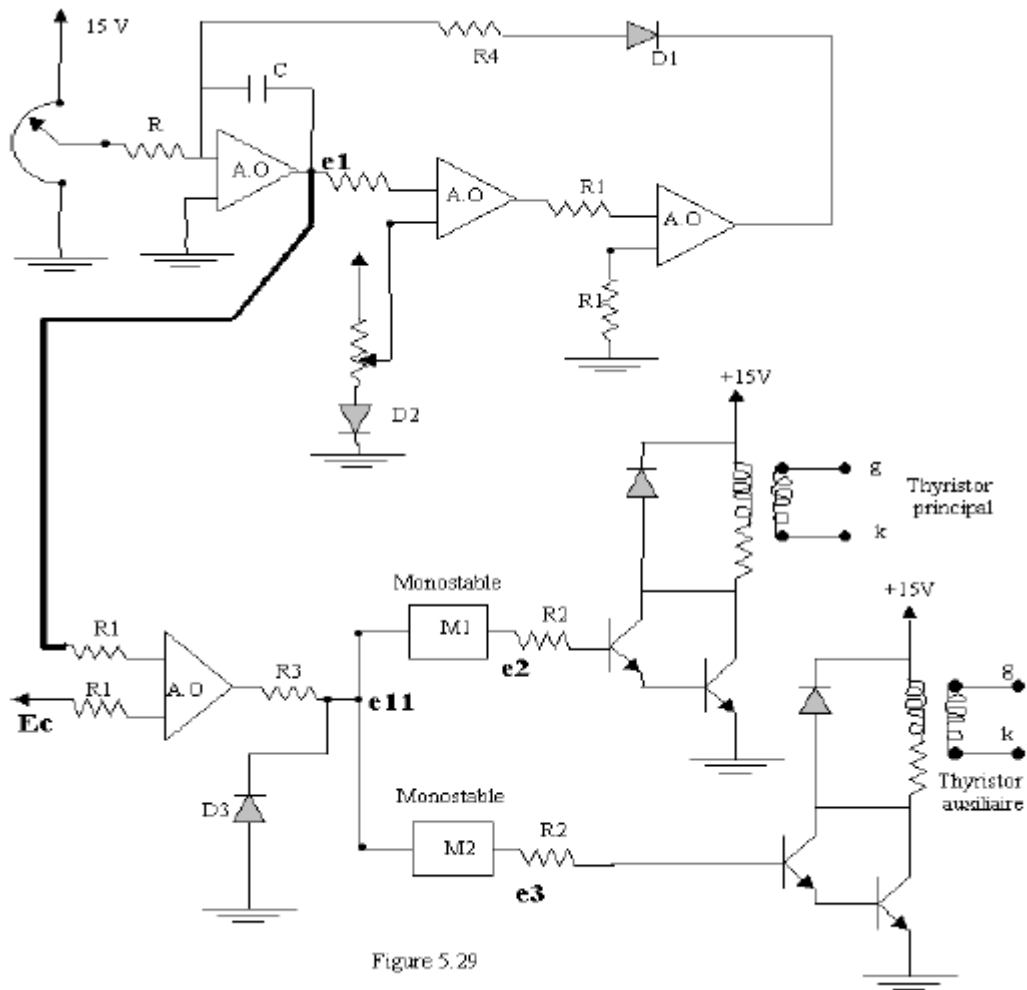 15 V
R4
D1
C
R
A.O
e1
A.O
R1
A.O
R1
D2
+15V
g
Thyristor
principal
k
Monostable
+15V
R1
M1
R2
A.O
R3
g
R1
e2
Ec
e11
k
Thyristor
auxiliaire
D3
Monostable
M2
R2
e3
Figure 5.29